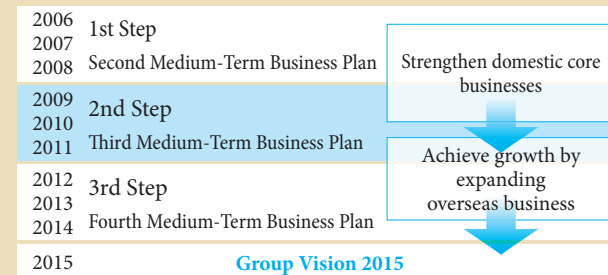 2006
2007
2008
1st Step
Second Medium-Term Business Plan
2009
2010
2011
2nd Step
Third Medium-Term Business Plan
2012
2013
2014
3rd Step
Fourth Medium-Term Business Plan
Strengthen domestic core
businesses
Achieve growth by
expanding
overseas business
2015
Group Vision 2015